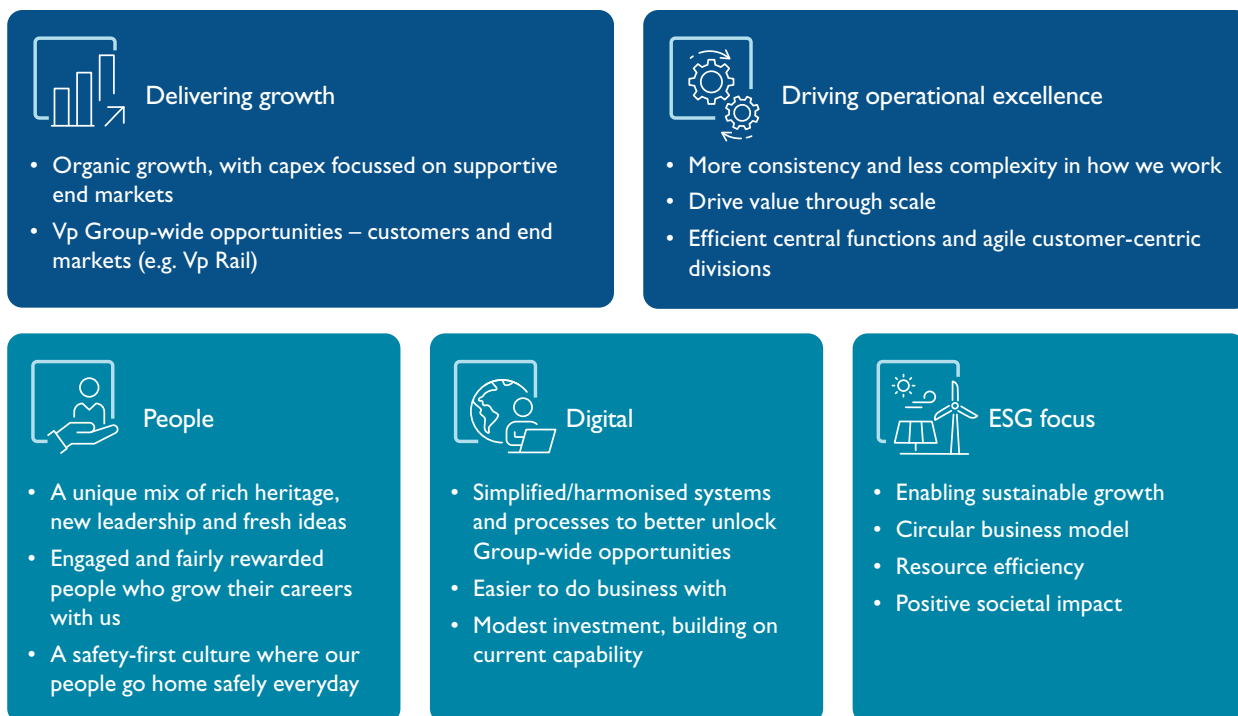 Delivering growth
• Organic growth, with capex focussed on supportive
end markets
• Vp Group-wide opportunities – customers and end
markets (e.g. Vp Rail)
Driving operational excellence
• More consistency and less complexity in how we work
• Drive value through scale
• Efficient central functions and agile customer-centric
divisions
People
• A unique mix of rich heritage,
new leadership and fresh ideas
• Engaged and fairly rewarded
people who grow their careers
with us
• A safety-first culture where our
people go home safely everyday
Digital
• Simplified/harmonised systems
and processes to better unlock
Group-wide opportunities
• Easier to do business with
• Modest investment, building on
current capability
ESG focus
• Enabling sustainable growth
• Circular business model
• Resource efficiency
• Positive societal impact